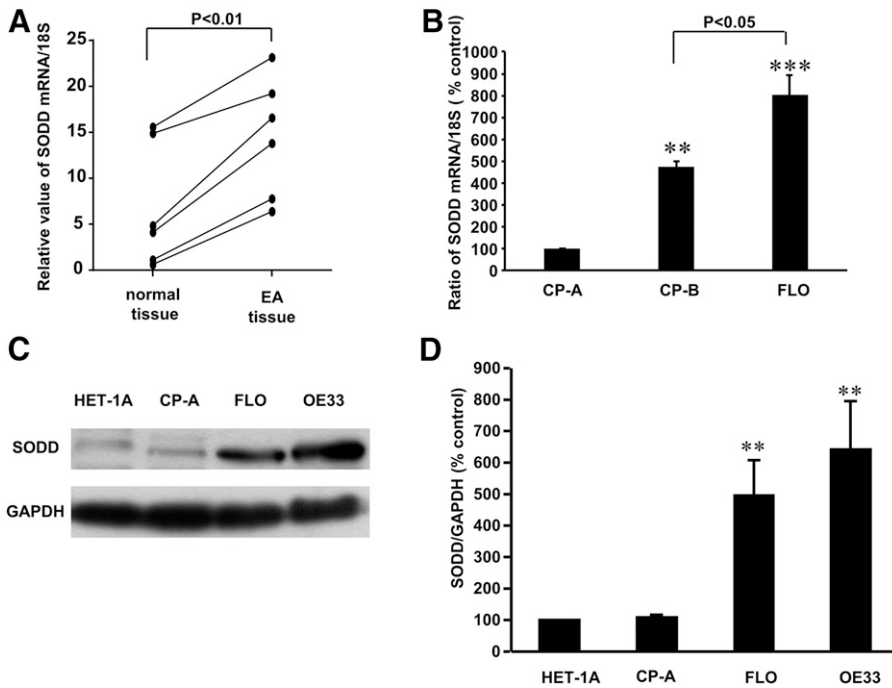 A
P<0.01
Relative value of SODD mRNA/18S
25
20
15
10
5
0
normal
tissue
EA
tissue
B
P<0.05
Ratio of SODD mRNA/18S ( % control)
1000
900
800
700
600
500
400
300
200
100
0
**
***
CP-A
CP-B
FLO
C
HET-1A
CP-A
FLO
OE33
SODD
GAPDH
D
SODD/GAPDH (% control)
900
800
700
600
500
400
300
200
100
0
**
**
HET-1A
CP-A
FLO
OE33